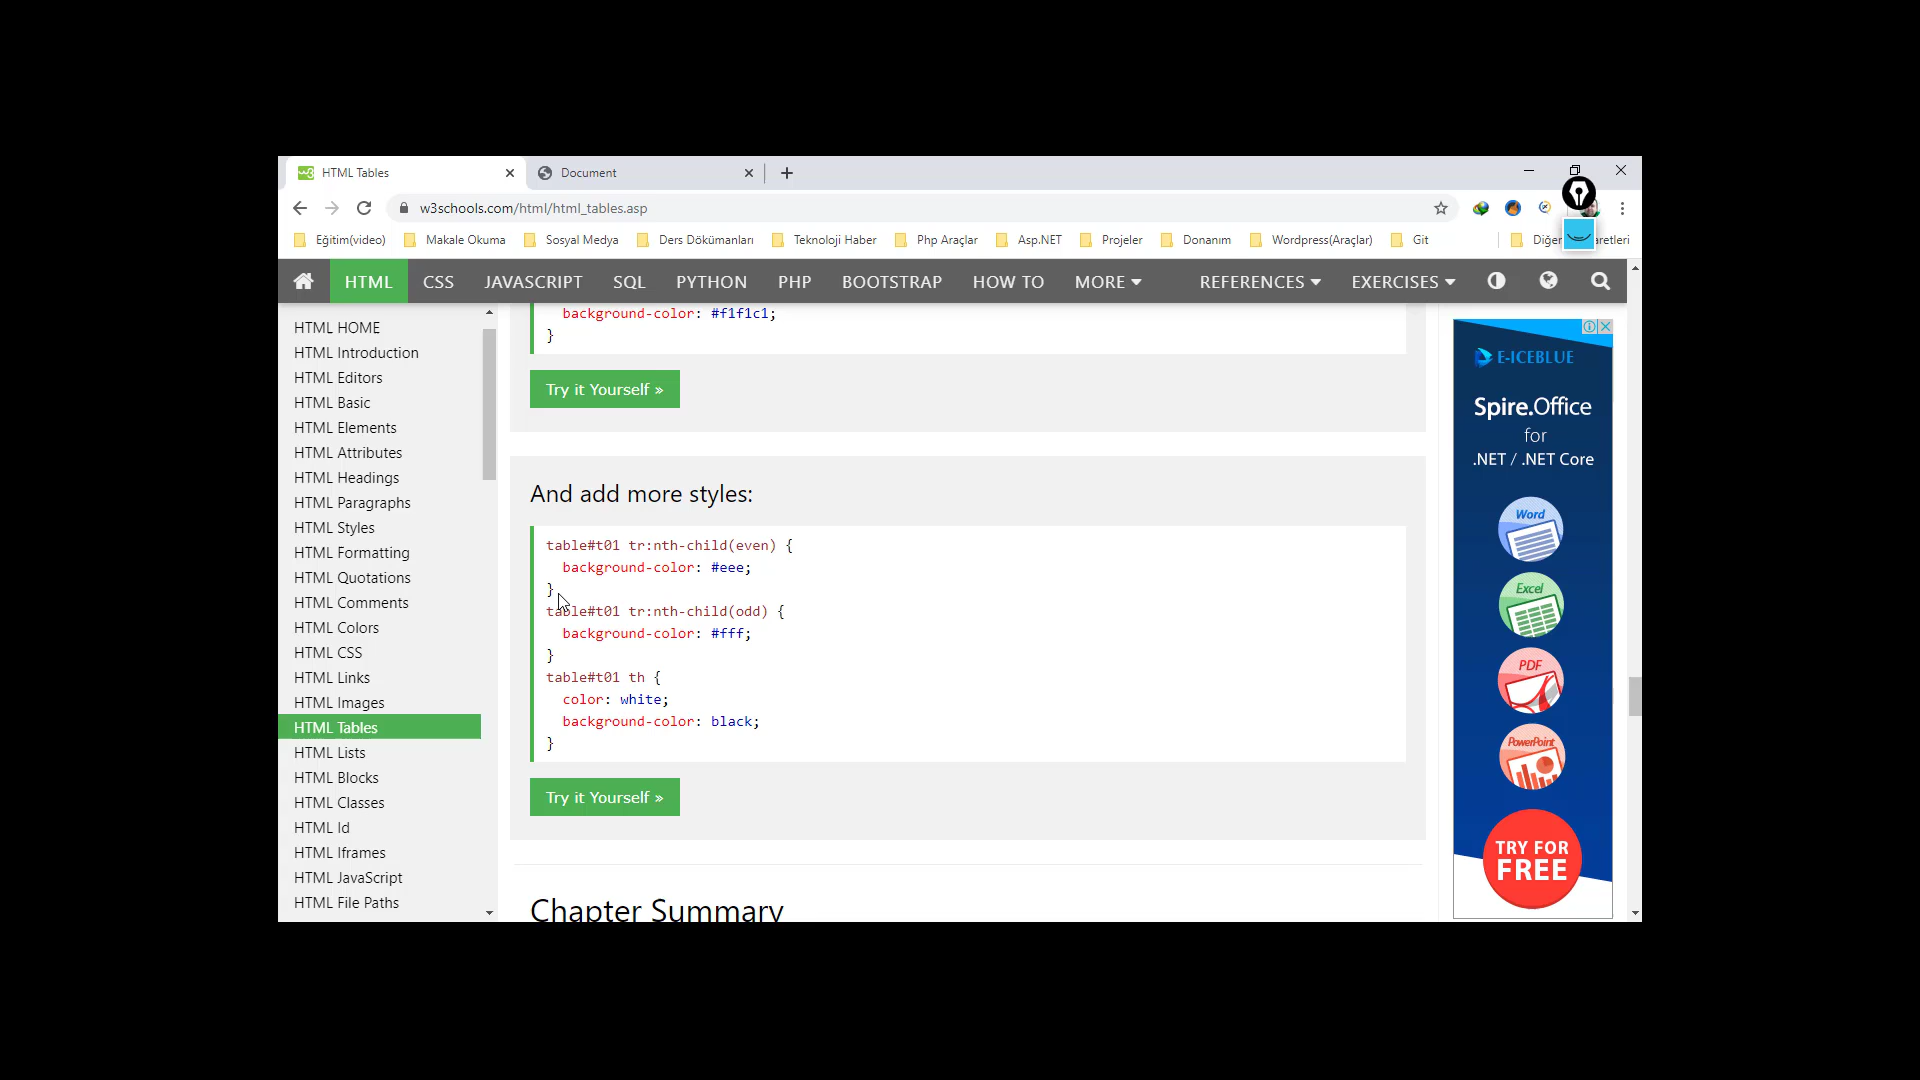 HTML Tables
Document
w3schools.com/html/html_tables.asp
Eğitim(video)
Makale Okuma
Sosyal Medya
Ders Dökümanları
Teknoloji Haber
Php Araçlar
Asp.NET
Projeler
Donanım
Wordpress(Araçlar)
Git
HTML
CSS
JAVASCRIPT
SQL
PYTHON
PHP
BOOTSTRAP
HOW TO
MORE
REFERENCES
EXERCISES
HTML HOME
HTML Introduction
HTML Editors
HTML Basic
HTML Elements
HTML Attributes
HTML Headings
HTML Paragraphs
HTML Styles
HTML Formatting
HTML Quotations
HTML Comments
HTML Colors
HTML CSS
HTML Links
HTML Images
HTML Tables
HTML Lists
HTML Blocks
HTML Classes
HTML Id
HTML Iframes
HTML JavaScript
HTML File Paths
background-color: #f1f1c1;
}
Try it Yourself »
And add more styles:
table#t01 tr:nth-child(even) {
background-color: #eee;
}
table#t01 tr:nth-child(odd) {
background-color: #fff;
}
table#t01 th {
color: white;
background-color: black;
}
Try it Yourself »
Chapter Summary
E-ICEBLUE
Spire.Office
for
.NET / .NET Core
Word
Excel
PDF
PowerPoint
TRY FOR
FREE